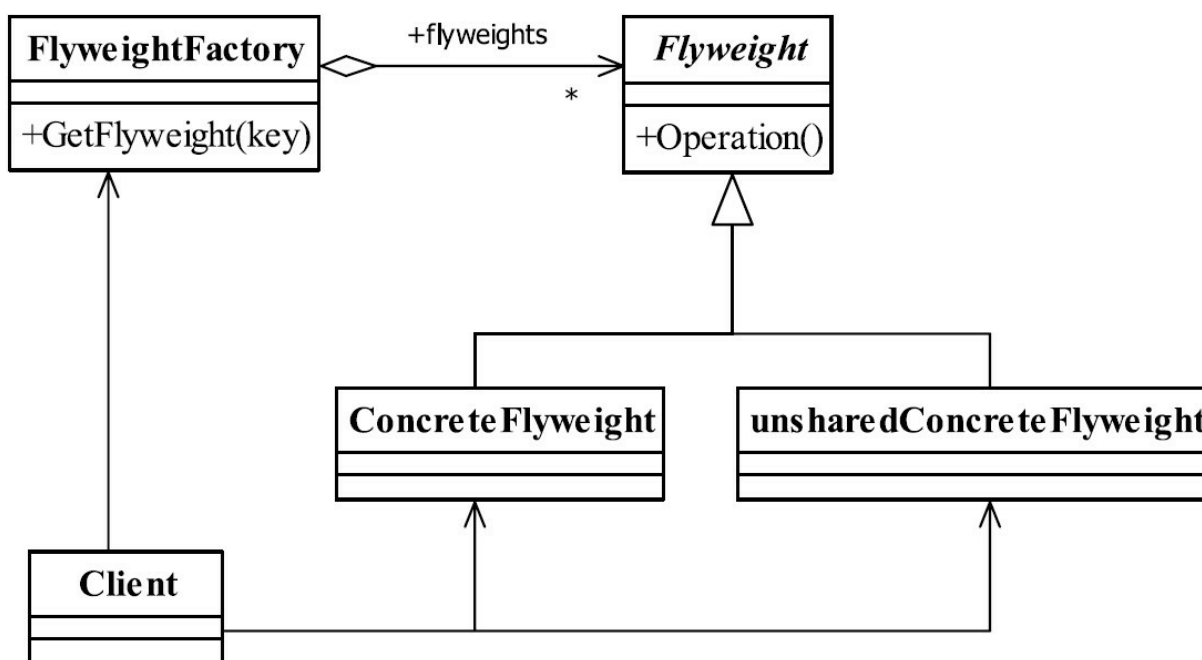 FlyweightFactory
+GetFlyweight(key)
+flyweights
*
Flyweight
+Operation()
ConcreteFlyweight
unsharedConcreteFlyweight
Client